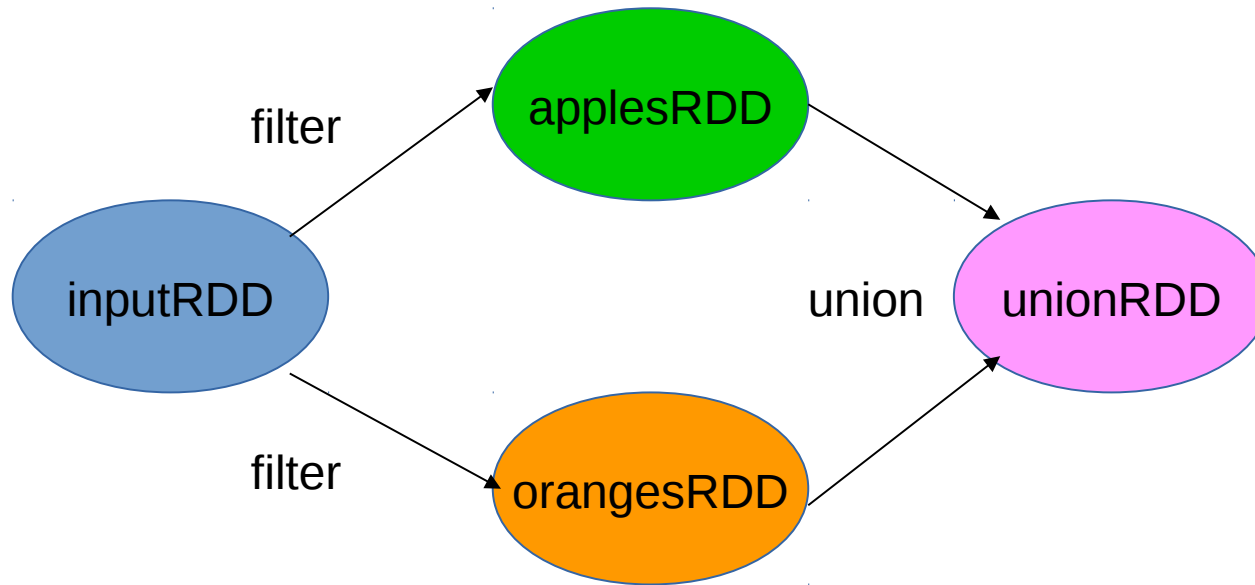 applesRDD
filter
inputRDD
union
unionRDD
filter
orangesRDD